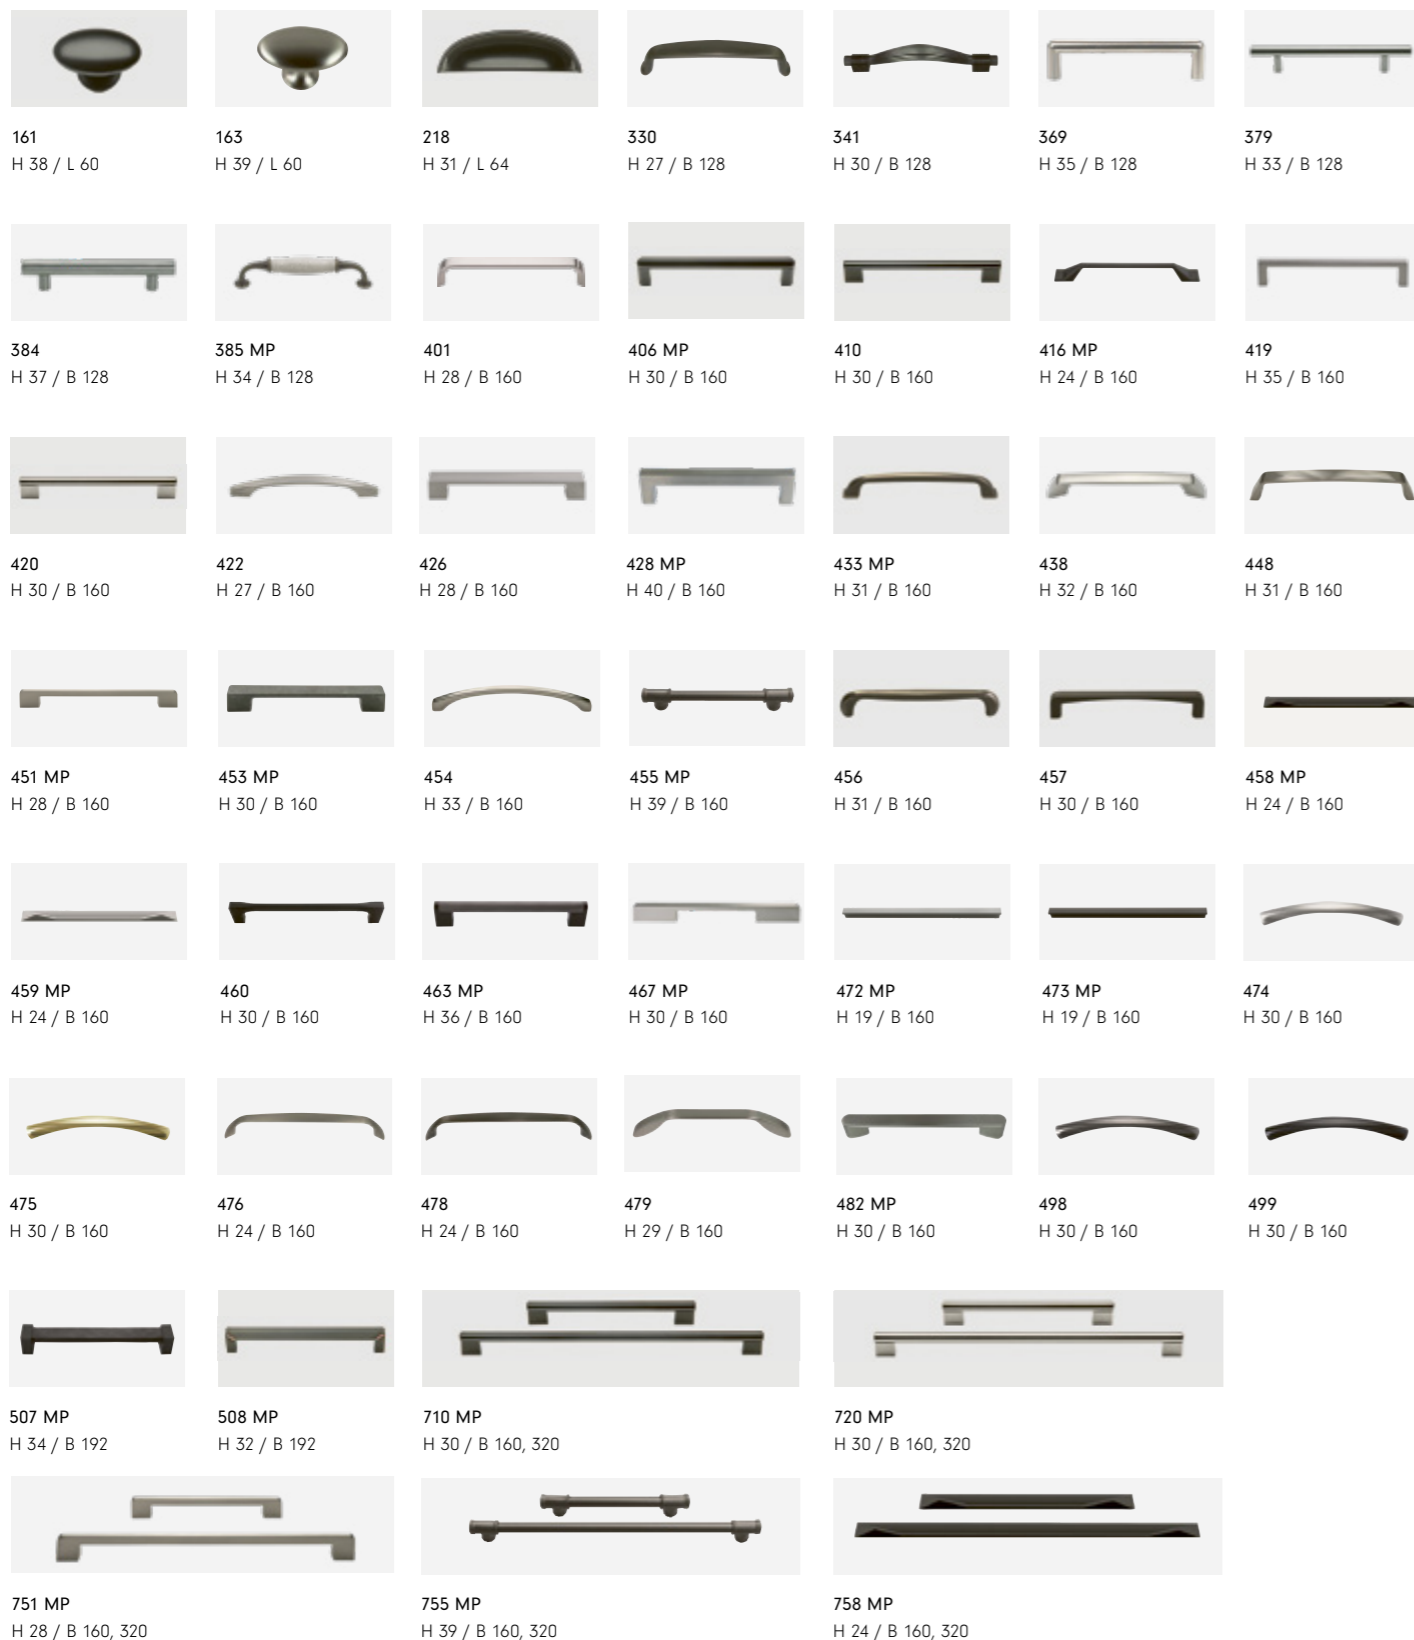 161
H 38 / L 60
163
H 39 / L 60
218
H 31 / L 64
330
H 27 / B 128
341
H 30 / B 128
369
H 35 / B 128
379
H 33 / B 128
384
H 37 / B 128
385 MP
H 34 / B 128
401
H 28 / B 160
406 MP
H 30 / B 160
410
H 30 / B 160
416 MP
H 24 / B 160
419
H 35 / B 160
420
H 30 / B 160
422
H 27 / B 160
426
H 28 / B 160
428 MP
H 40 / B 160
433 MP
H 31 / B 160
438
H 32 / B 160
448
H 31 / B 160
451 MP
H 28 / B 160
453 MP
H 30 / B 160
454
H 33 / B 160
455 MP
H 39 / B 160
456
H 31 / B 160
457
H 30 / B 160
458 MP
H 24 / B 160
459 MP
H 24 / B 160
460
H 30 / B 160
463 MP
H 36 / B 160
467 MP
H 30 / B 160
472 MP
H 19 / B 160
473 MP
H 19 / B 160
474
H 30 / B 160
475
H 30 / B 160
476
H 24 / B 160
478
H 24 / B 160
479
H 29 / B 160
482 MP
H 30 / B 160
498
H 30 / B 160
499
H 30 / B 160
507 MP
H 34 / B 192
508 MP
H 32 / B 192
710 MP
H 30 / B 160, 320
720 MP
H 30 / B 160, 320
751 MP
H 28 / B 160, 320
755 MP
H 39 / B 160, 320
758 MP
H 24 / B 160, 320